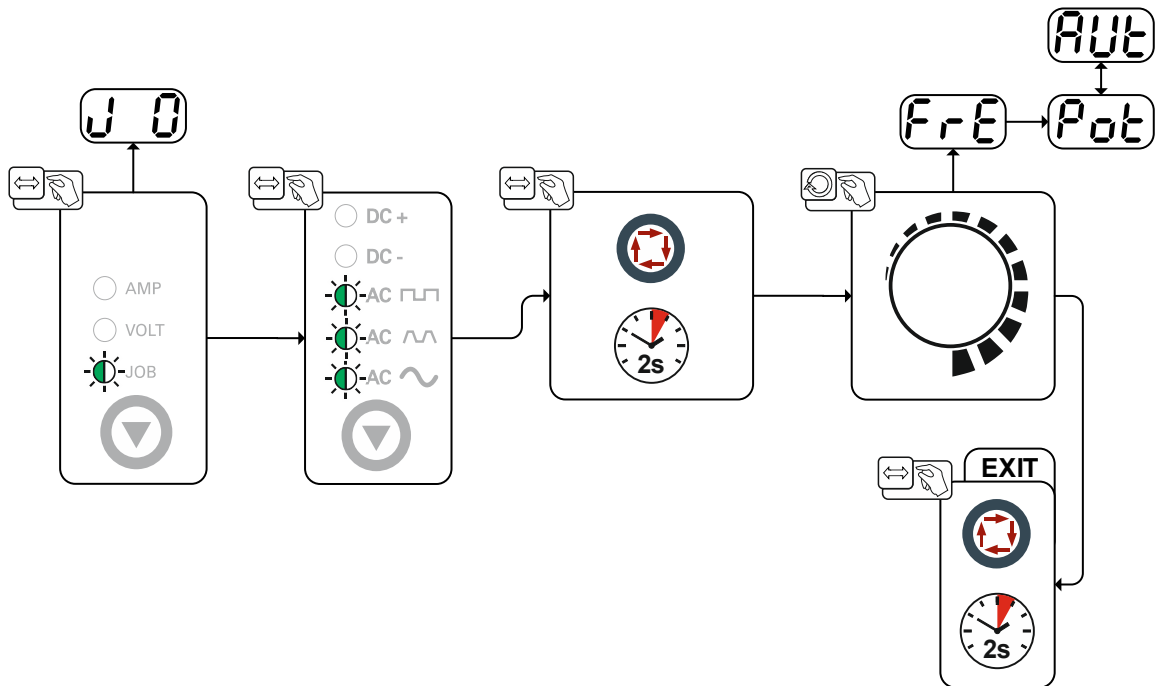 AUt
J 0
FrE
Pot
DC +
DC -
AMP
AC
VOLT
AC
JOB
AC
2s
EXIT
2s